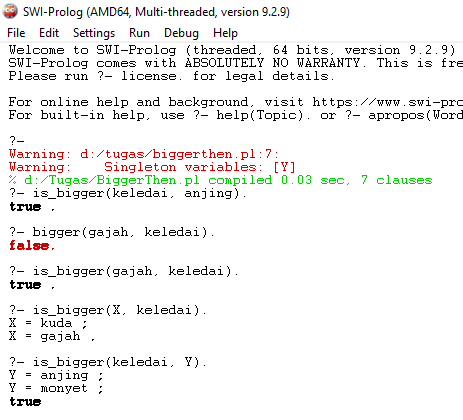 SWI-Prolog (AMD64, Multi-threaded, version 9.2.9)
File Edit Settings Run Debug Help
Welcome to SWI-Prolog (threaded, 64 bits, version 9.2.9)
SWI-Prolog comes with ABSOLUTELY NO WARRANTY. This is fre
Please run ?- license. for legal details.
For online help and background, visit https://www.swi-pro
For built-in help, use ?- help(Topic). or ?- apropos(Word
?-
Warning: d:/tugas/biggerthen.pl:7:
Warning:    Singleton variables: [Y]
% d:/Tugas/BiggerThen.pl compiled 0.03 sec, 7 clauses
?- is_bigger(keledai, anjing).
true .
?- bigger(gajah, keledai).
false.
?- is_bigger(gajah, keledai).
true .
?- is_bigger(X, keledai).
X = kuda ;
X = gajah .
?- is_bigger(keledai, Y).
Y = anjing ;
Y = monyet ;
true